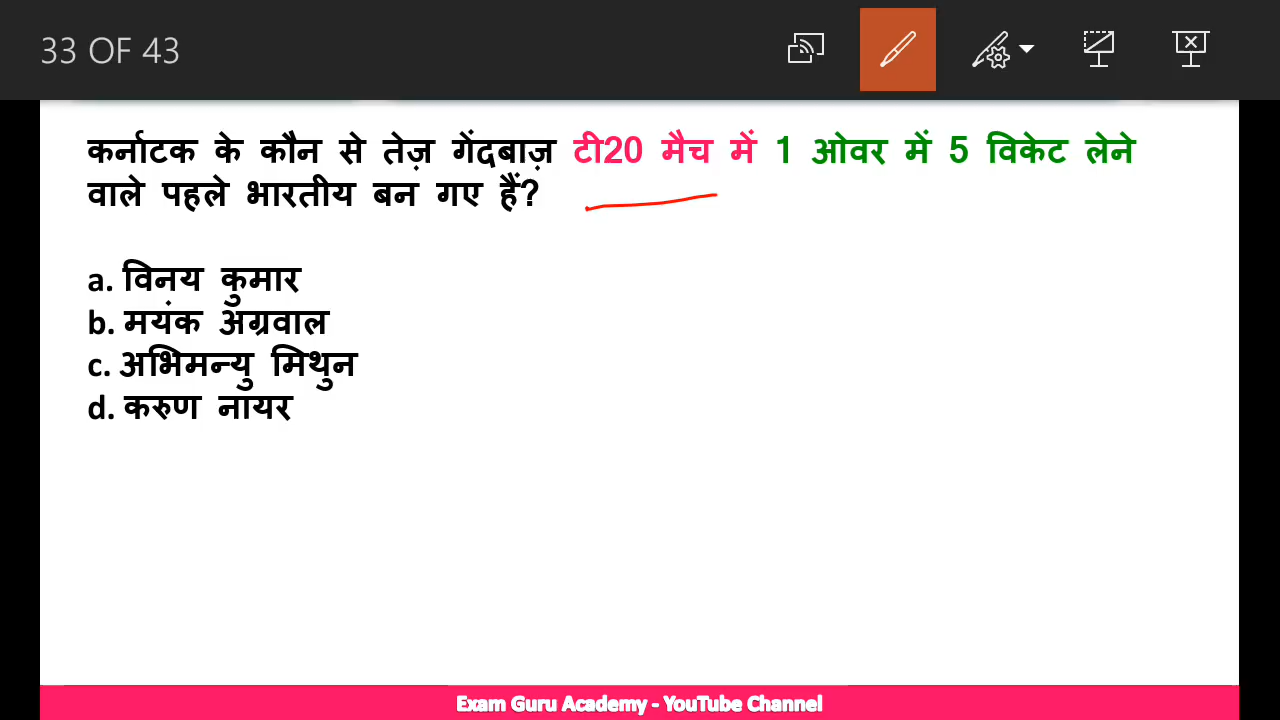 33 OF 43
कर्नाटक के कौन से तेज़ गेंदबाज़ टी20 मैच में 1 ओवर में 5 विकेट लेने
वाले पहले भारतीय बन गए हैं?
a. विनय कुमार
b. मयंक अग्रवाल
c. अभिमन्यु मिथुन
d. करुण नायर
Exam Guru Academy - YouTube Channel